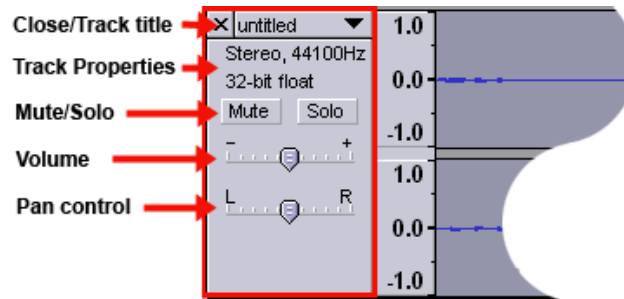 Close/Track title
Track Properties
Mute/Solo
Volume
Pan control
× untitled
Stereo, 44100Hz
32-bit float
Mute Solo
- +
L R
1.0
0.0
-1.0
1.0
0.0
-1.0